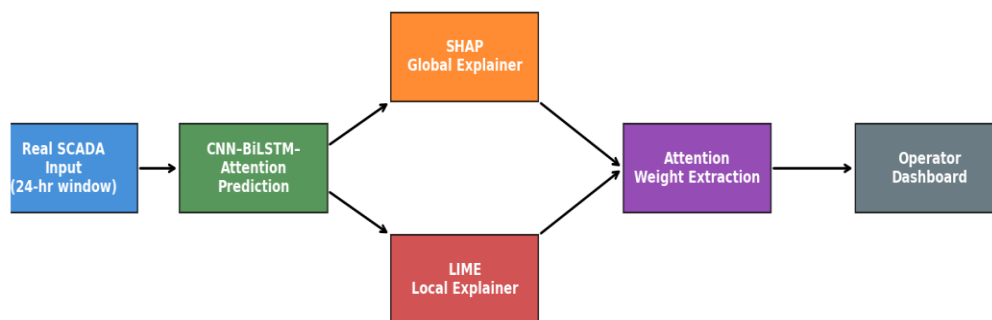 SHAP
Global Explainer
Real SCADA
Input
(24-hr window)
CNN–BiLSTM–
Attention
Prediction
Attention
Weight Extraction
Operator
Dashboard
LIME
Local Explainer